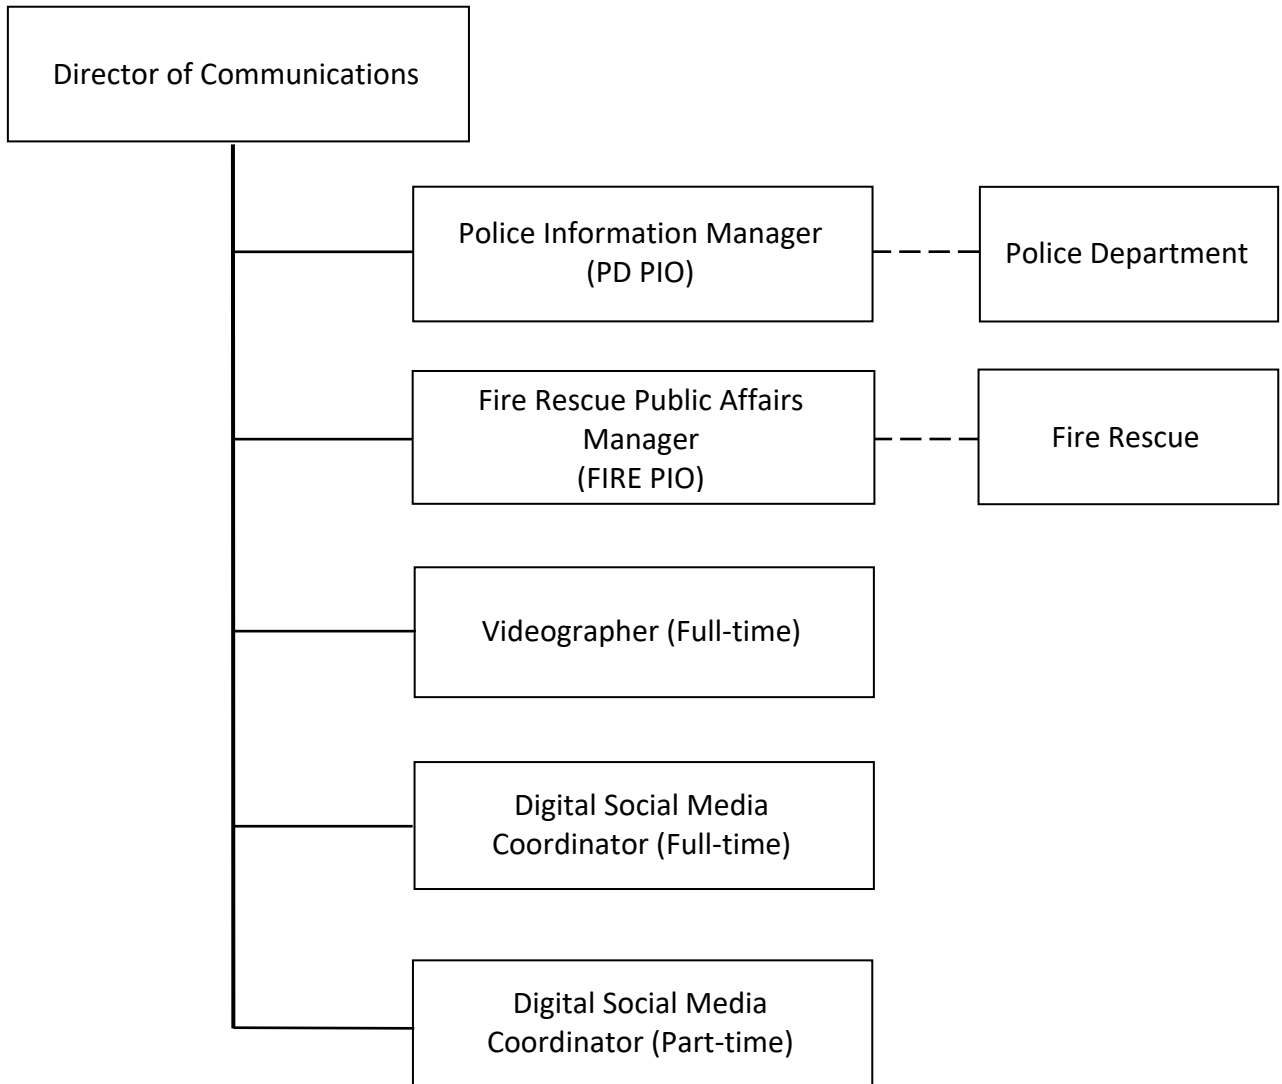 Director of Communications
Police Information Manager
(PD PIO)
Police Department
Fire Rescue Public Affairs
Manager
(FIRE PIO)
Fire Rescue
Videographer (Full-time)
Digital Social Media
Coordinator (Full-time)
Digital Social Media
Coordinator (Part-time)